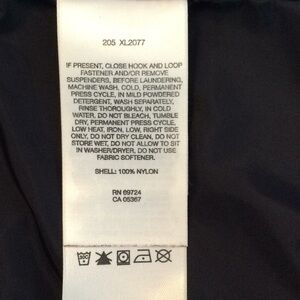 205 XL2077
IF PRESENT, CLOSE HOOK AND LOOP
FASTENER AND/OR REMOVE
SUSPENDERS, BEFORE LAUNDERING,
MACHINE WASH, COLD, PERMANENT
PRESS CYCLE, IN MILD POWDERED
DETERGENT, WASH SEPARATELY,
RINSE THOROUGHLY, IN COLD
WATER, DO NOT BLEACH, TUMBLE
DRY, PERMANENT PRESS CYCLE,
LOW HEAT, IRON, LOW, RIGHT SIDE
ONLY, DO NOT DRY CLEAN, DO NOT
STORE WET, DO NOT ALLOW TO SIT
IN WASHER/DRYER, DO NOT USE
FABRIC SOFTENER.
SHELL: 100% NYLON
RN 69724
CA 05367